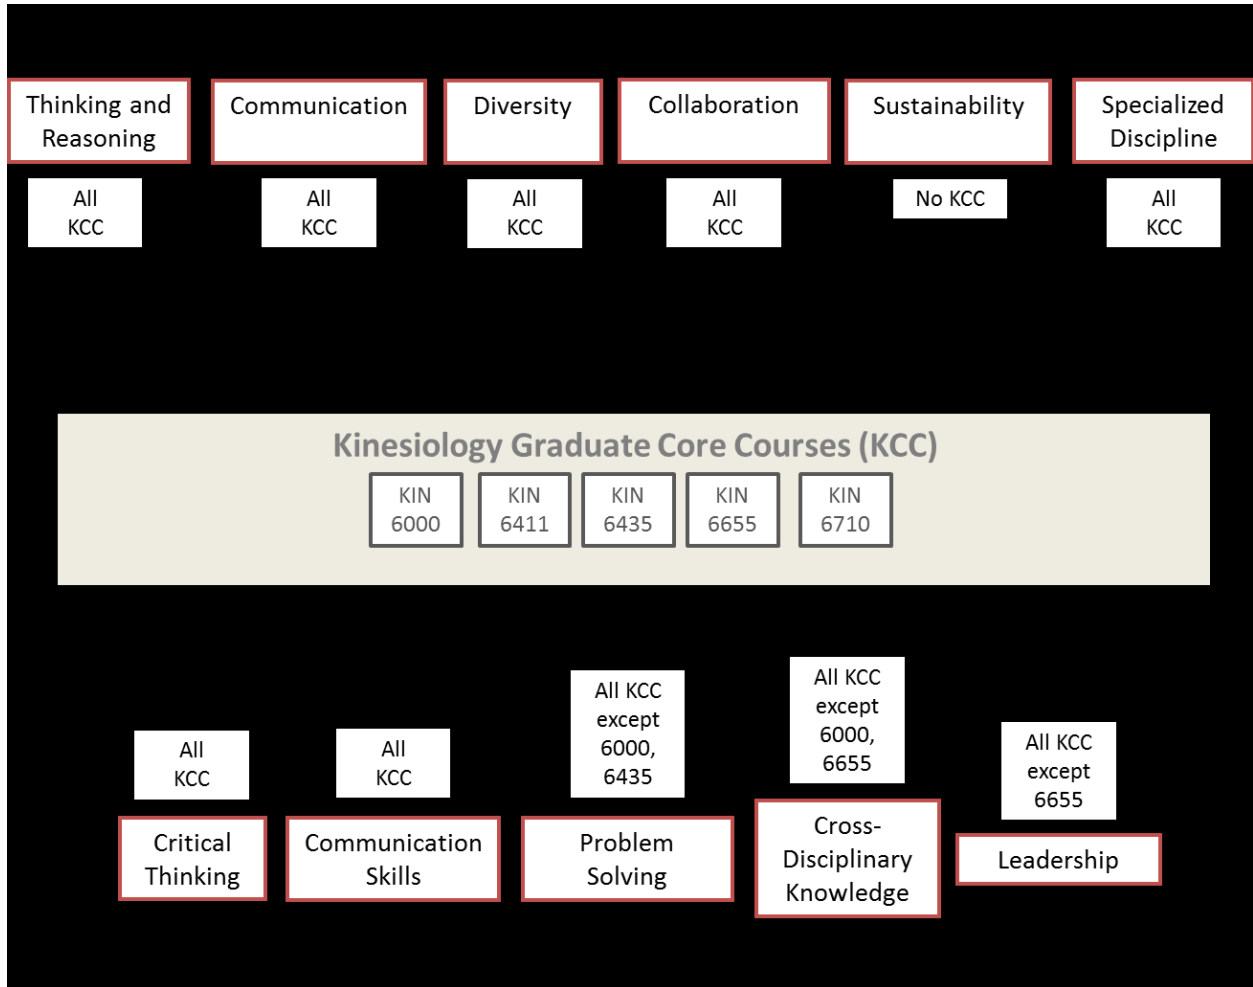 Thinking and
Reasoning
Communication
Diversity
Collaboration
Sustainability
Specialized
Discipline
All
KCC
All
KCC
All
KCC
All
KCC
No KCC
All
KCC
Kinesiology Graduate Core Courses (KCC)
KIN
6000
KIN
6411
KIN
6435
KIN
6655
KIN
6710
All
KCC
All
KCC
All KCC
except
6000,
6435
All KCC
except
6000,
6655
All KCC
except
6655
Critical
Thinking
Communication
Skills
Problem
Solving
Cross-
Disciplinary
Knowledge
Leadership